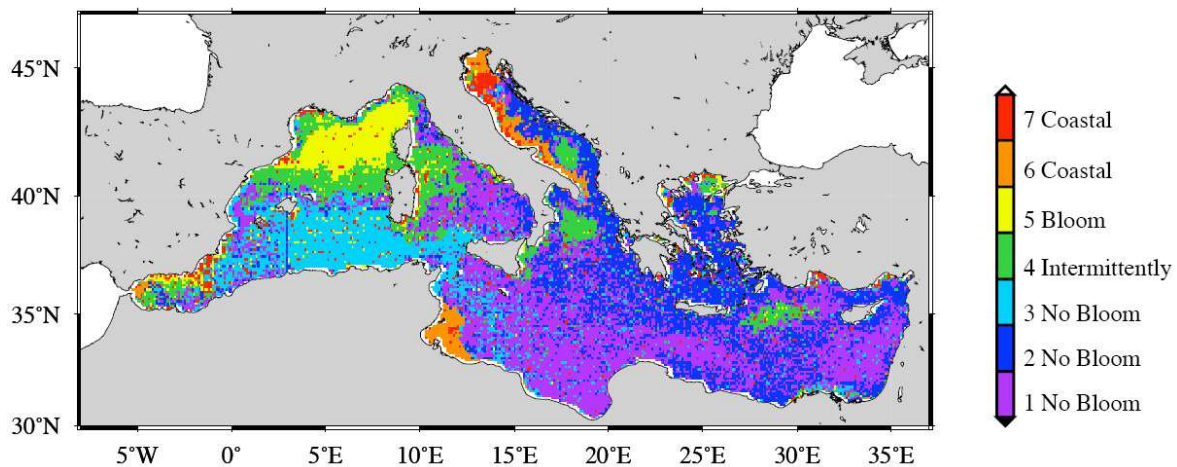 45°N
40°N
35°N
30°N
5°W 0° 5°E 10°E 15°E 20°E 25°E 30°E 35°E
7 Coastal
6 Coastal
5 Bloom
4 Intermittently
3 No Bloom
2 No Bloom
1 No Bloom